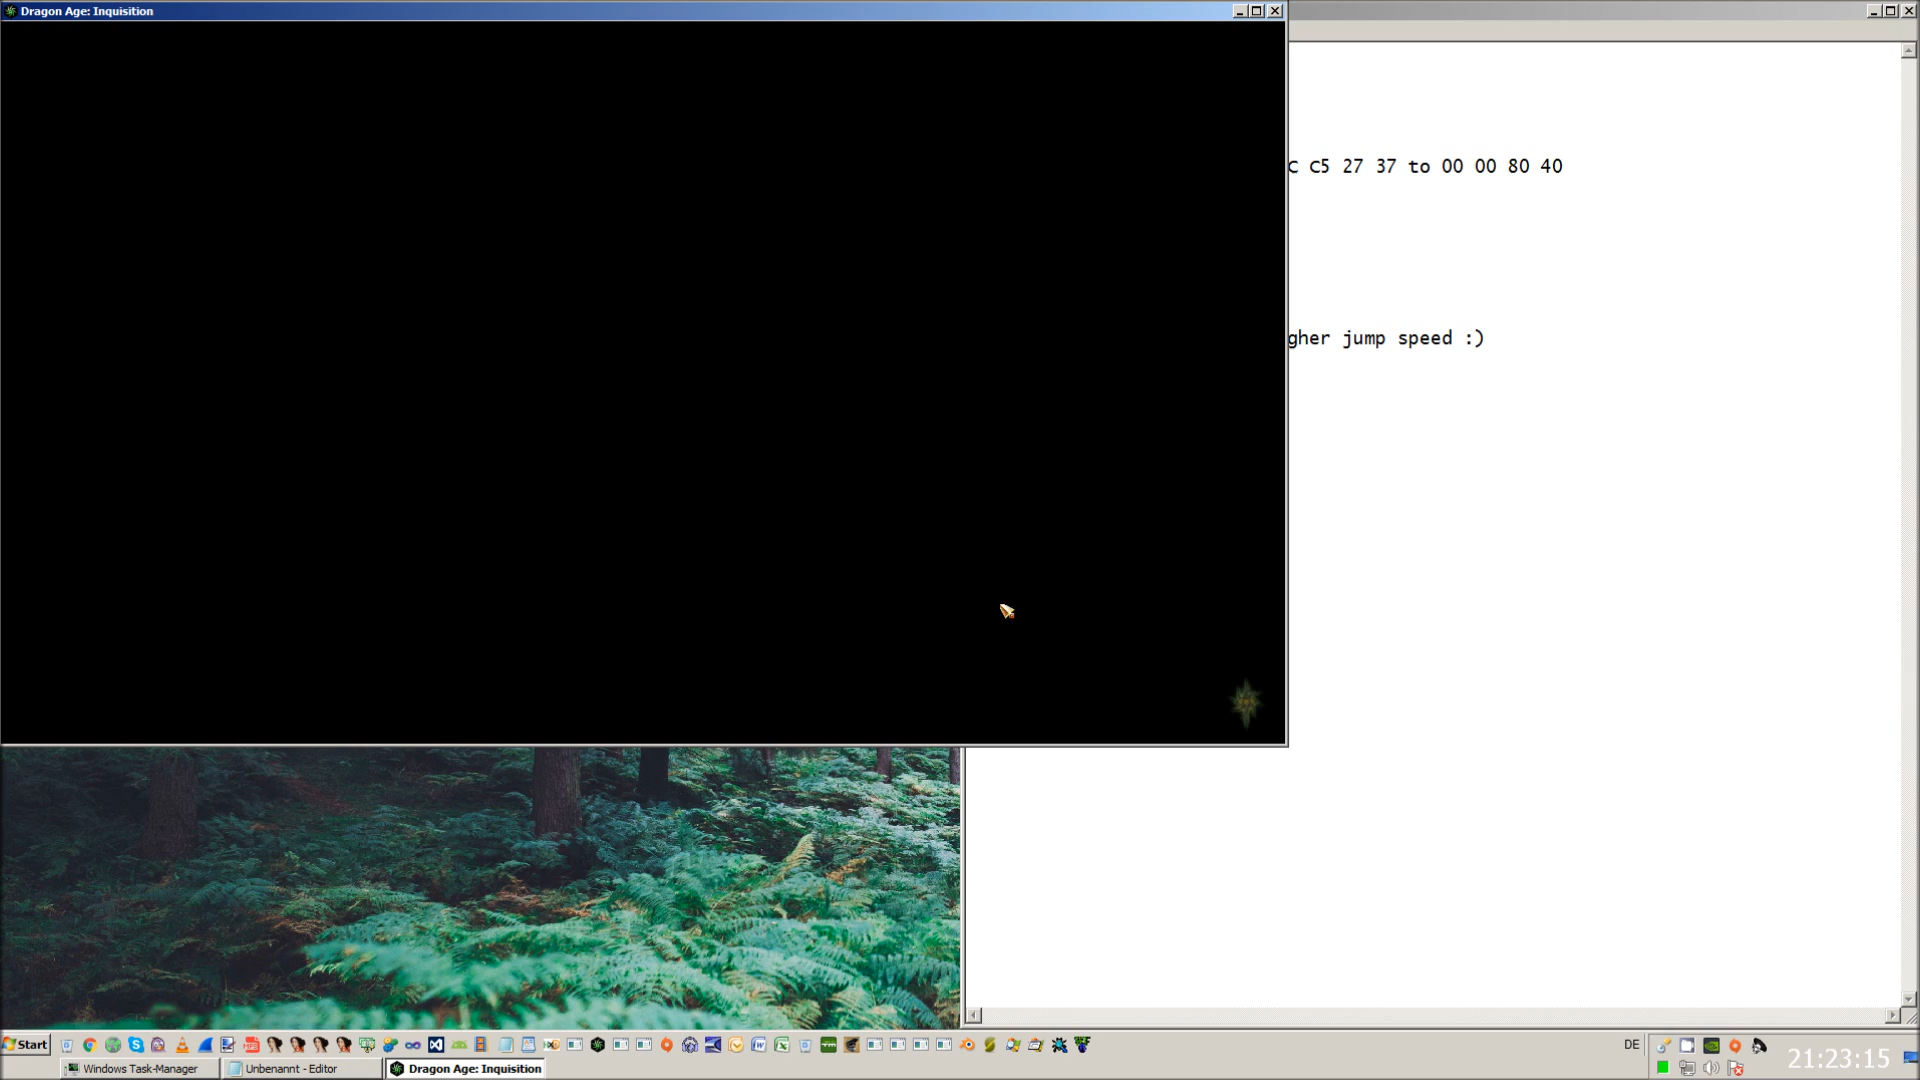 Dragon Age: Inquisition
C5 27 37 to 00 00 80 40
jump speed :)
Start
DE
21:23:15
Windows Task-Manager
Unbenannt - Editor
Dragon Age: Inquisition